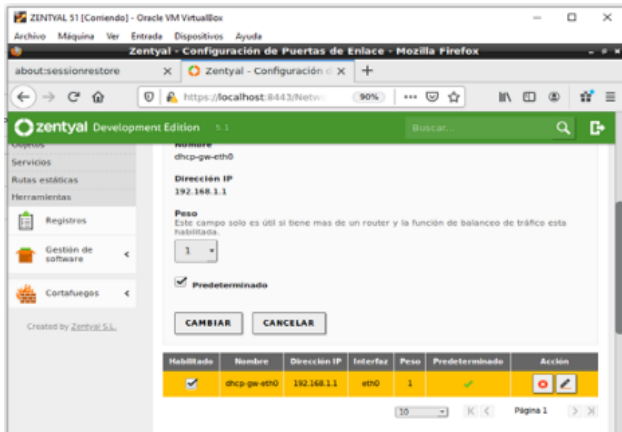 ZENTYAL 51 [Corriendo] - Oracle VM VirtualBox
Archivo Máquina Ver Entrada Dispositivos Ayuda
Zentyal - Configuración de Puertas de Enlace - Mozilla Firefox
about:sessionrestore
Zentyal - Configuración d
https://localhost:8443/Netw
90%
zentyal Development Edition 5.1
Buscar...
Objetos
Servicios
Rutas estáticas
Herramientas
Registros
Gestión de
software
Cortafuegos
Created by Zentyal S.L.
Nombre
dhcp-gw-eth0
Dirección IP
192.168.1.1
Peso
Este campo solo es útil si tiene mas de un router y la función de balanceo de tráfico esta
habilitada.
1
Predeterminado
CAMBIAR CANCELAR
Habilitado Nombre Dirección IP Interfaz Peso Predeterminado Acción
dhcp-gw-eth0 192.168.1.1 eth0 1
10 Página 1